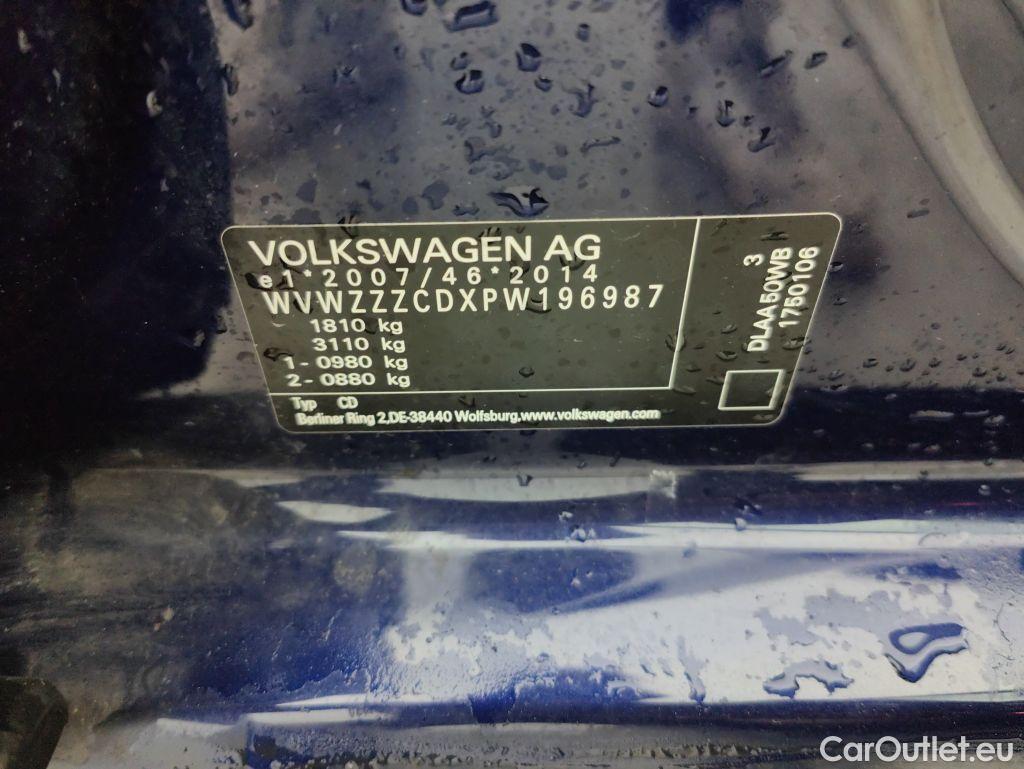 VOLKSWAGEN AG
e1*2007/46*2014
WVWZZZCDXPW196987
1810 kg
3110 kg
1- 0980 kg
2- 0880 kg
Typ CD
Berliner Ring 2,DE-38440 Wolfsburg,www.volkswagen.com
3
DLAA50WB
1750106
CarOutlet.eu